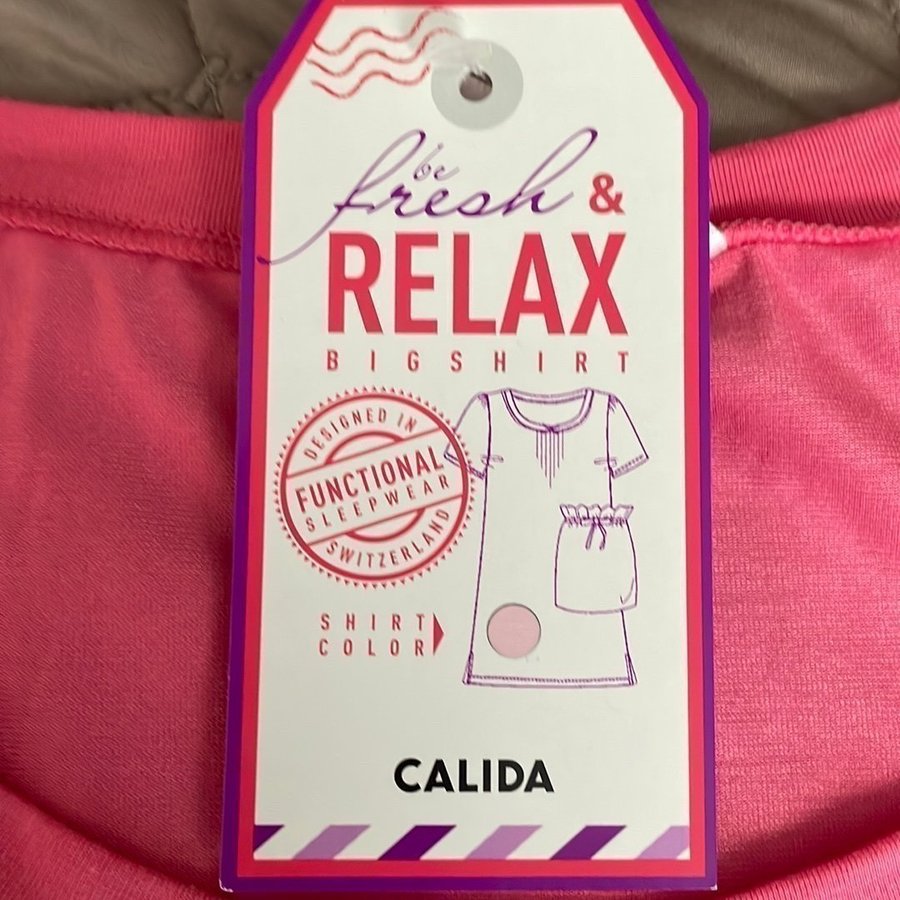 be
fresh &
RELAX
BIGSHIRT
DESIGNED IN
FUNCTIONAL
SLEEPWEAR
SWITZERLAND
SHIRT
COLOR
CALIDA